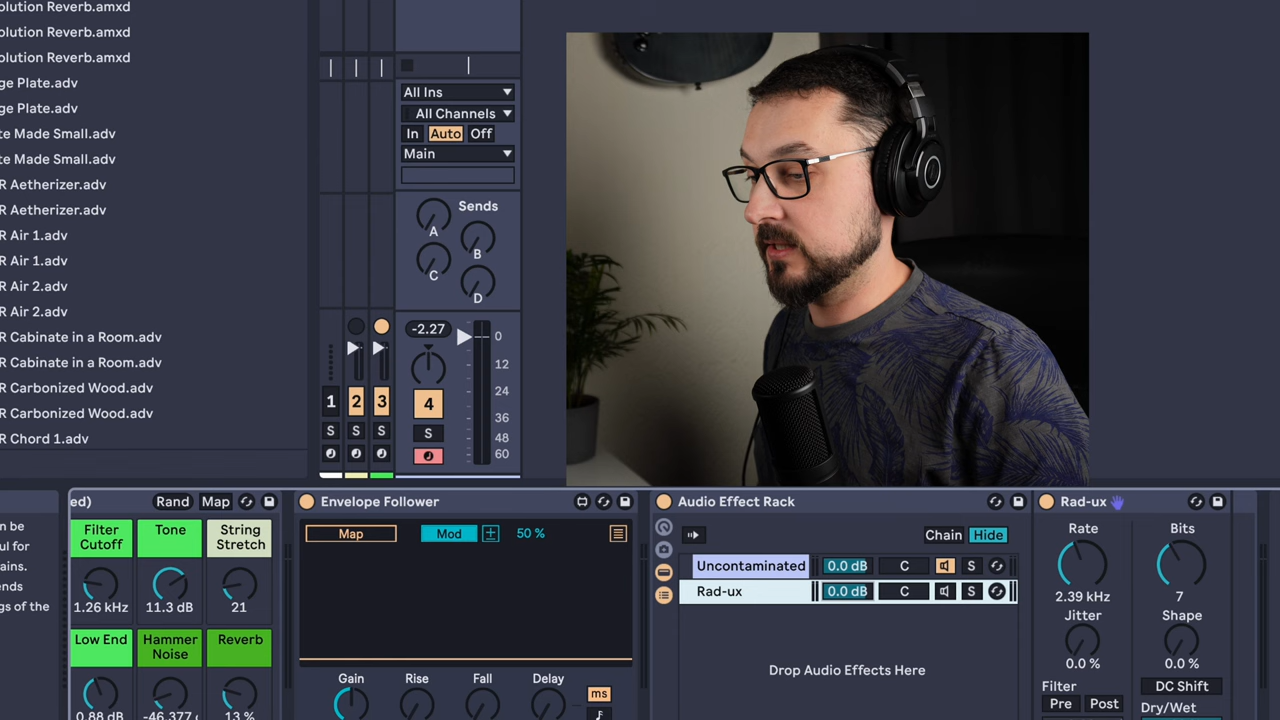 olution Reverb.amxd
olution Reverb.amxd
olution Reverb.amxd
ge Plate.adv
ge Plate.adv
te Made Small.adv
te Made Small.adv
R Aetherizer.adv
R Aetherizer.adv
R Air 1.adv
R Air 1.adv
R Air 2.adv
R Air 2.adv
R Cabinate in a Room.adv
R Cabinate in a Room.adv
R Carbonized Wood.adv
R Carbonized Wood.adv
R Chord 1.adv
All Ins
All Channels
In Auto Off
Main
Sends
A
B
C
D
-2.27
0
12
24
36
48
60
1 2 3 4
S S S S
n be
ul for
ains.
ends
gs of the
ed) Rand Map
Filter Cutoff
Tone
String Stretch
1.26 kHz 11.3 dB 21
Low End
Hammer Noise
Reverb
0.88 dB -46.377 13 %
Envelope Follower
Map Mod ± 50 %
Gain Rise Fall Delay
ms
Audio Effect Rack
Chain Hide
Uncontaminated 0.0 dB C S
Rad-ux 0.0 dB C S
Drop Audio Effects Here
Rad-ux
Rate Bits
2.39 kHz 7
Jitter Shape
0.0 % 0.0 %
Filter DC Shift
Pre Post Dry/Wet